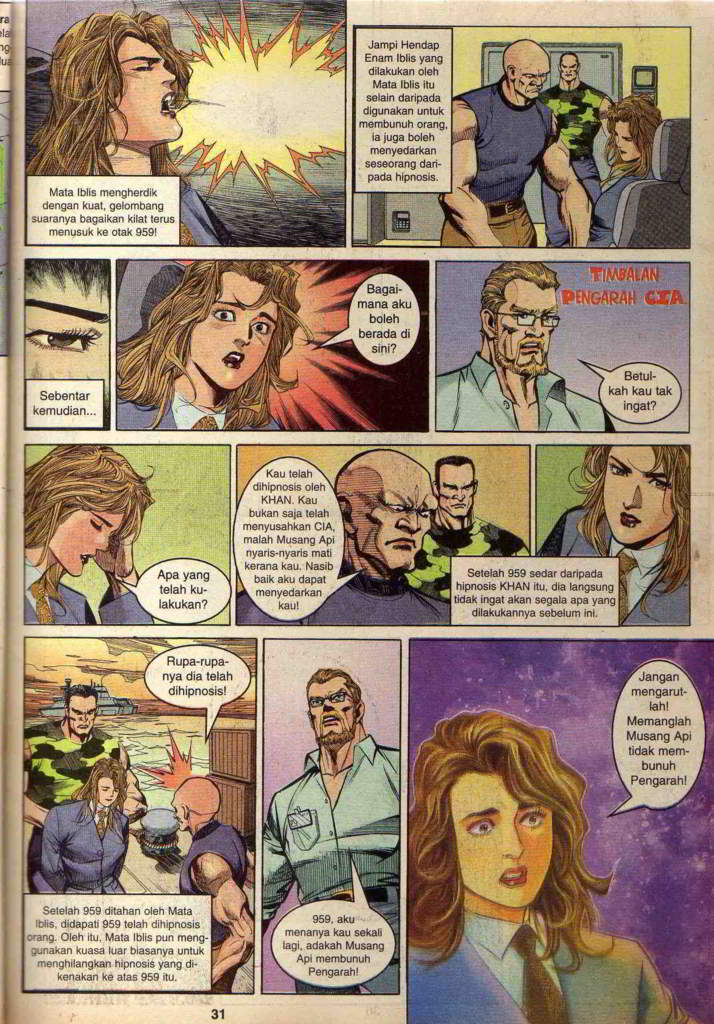 Mata Iblis mengherdik
dengan kuat, gelombang
suaranya bagaikan kilat terus
menusuk ke otak 959!
Jampi Hendap
Enam Iblis yang
dilakukan oleh
Mata Iblis itu
selain daripada
digunakan untuk
membunuh orang,
ia juga boleh
menyedarkan
seseorang dari-
pada hipnosis.
Sebentar
kemudian...
Bagai-
mana aku
boleh
berada di
sini?
TIMBALAN
PENGARAH CIA
Betul-
kah kau tak
ingat?
Apa yang
telah ku-
lakukan?
Kau telah
dihipnosis oleh
KHAN. Kau
bukan saja telah
menyusahkan CIA,
malah Musang Api
nyaris-nyaris mati
kerana kau. Nasib
baik aku dapat
menyedarkan
kau!
Setelah 959 sedar daripada
hipnosis KHAN itu, dia langsung
tidak ingat akan segala apa yang
dilakukannya sebelum ini.
Rupa-rupa-
nya dia telah
dihipnosis!
Setelah 959 ditahan oleh Mata
Iblis, didapati 959 telah dihipnosis
orang. Oleh itu, Mata Iblis pun meng-
gunakan kuasa luar biasanya untuk
menghilangkan hipnosis yang di-
kenakan ke atas 959 itu.
959, aku
menanya kau sekali
lagi, adakah Musang
Api membunuh
Pengarah!
Jangan
mengarut-
lah!
Memanglah
Musang Api
tidak mem-
bunuh
Pengarah!
31